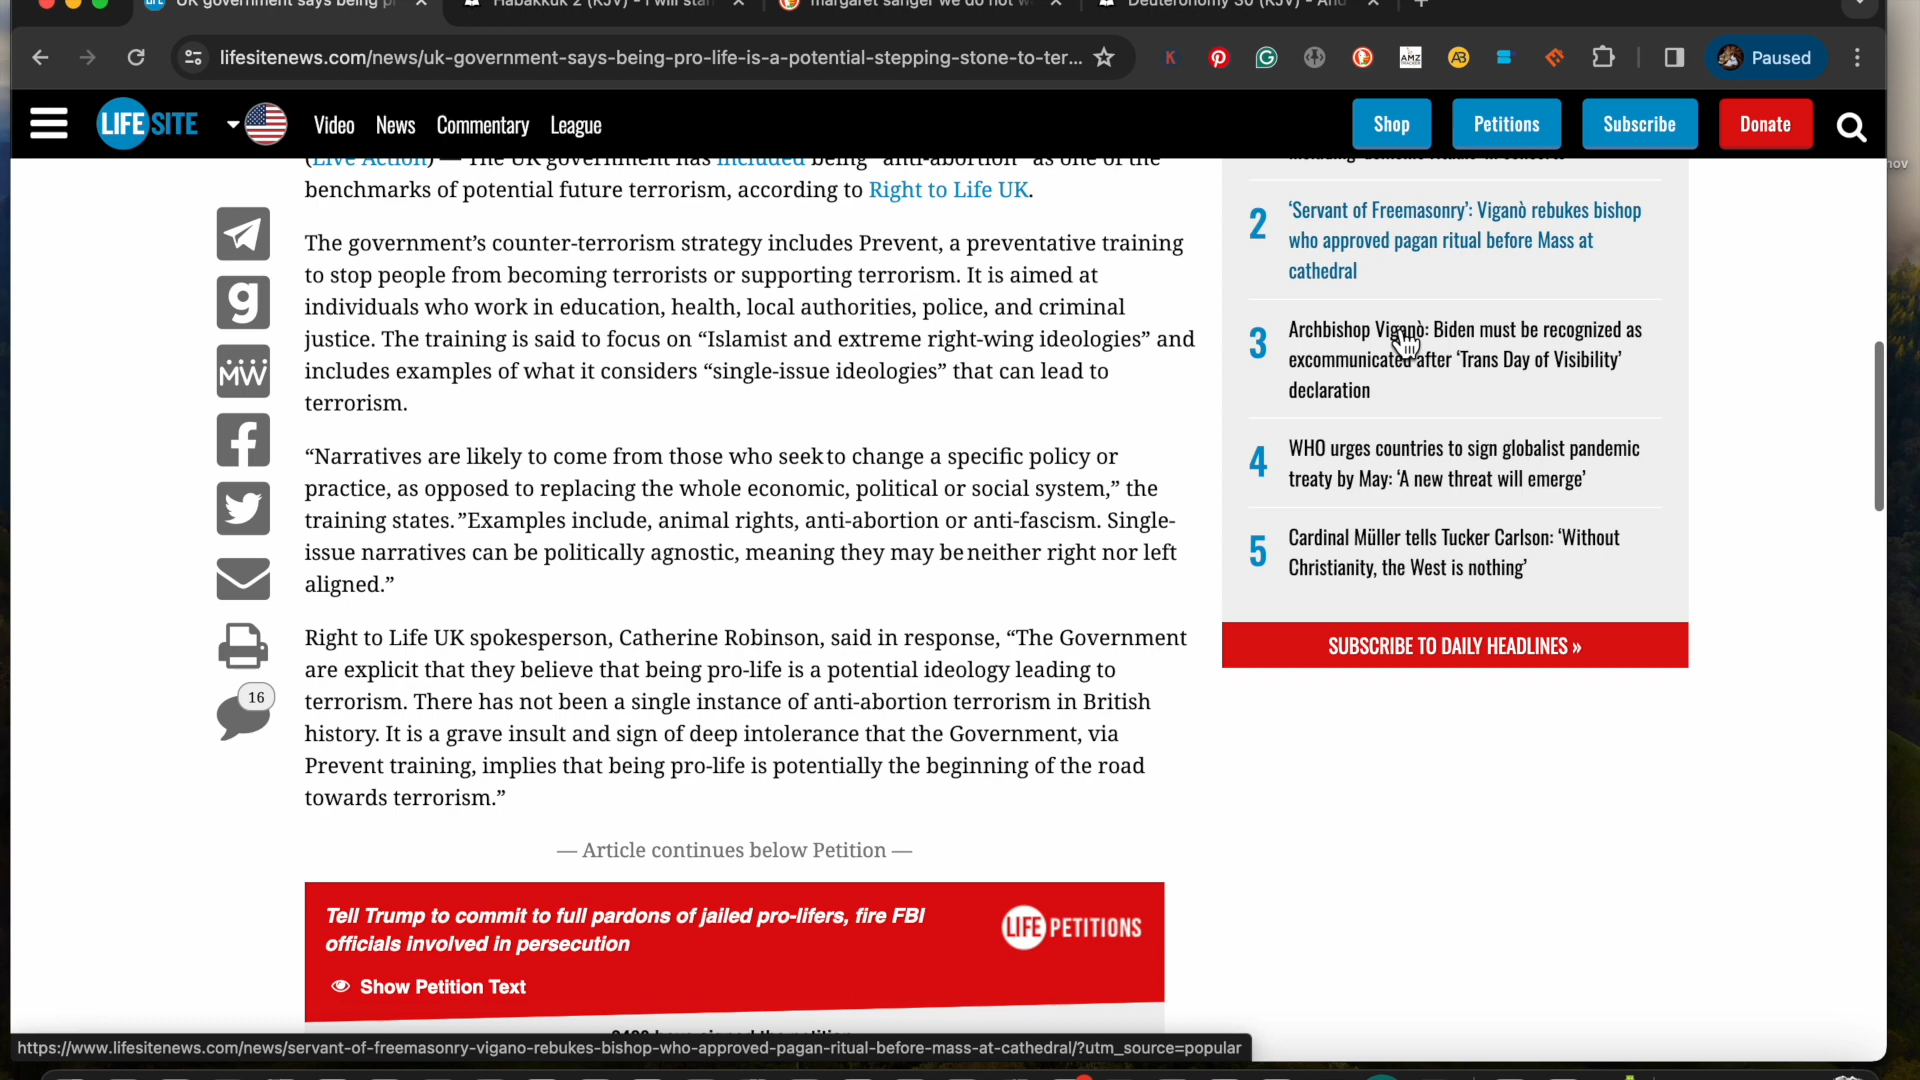 UK government says being p
Habakkuk 2 (KJV) - I will sta
margaret sanger we do not w
Deuteronomy 30 (KJV) - And
lifesitenews.com/news/uk-government-says-being-pro-life-is-a-potential-stepping-stone-to-ter...
K
AMZ
AB
Paused
LIFE SITE
Video
News
Commentary
League
Shop
Petitions
Subscribe
Donate
(Live Action) — The UK government has included being “anti-abortion” as one of the
benchmarks of potential future terrorism, according to Right to Life UK.
The government’s counter-terrorism strategy includes Prevent, a preventative training
to stop people from becoming terrorists or supporting terrorism. It is aimed at
individuals who work in education, health, local authorities, police, and criminal
justice. The training is said to focus on “Islamist and extreme right-wing ideologies” and
includes examples of what it considers “single-issue ideologies” that can lead to
terrorism.
“Narratives are likely to come from those who seek to change a specific policy or
practice, as opposed to replacing the whole economic, political or social system,” the
training states.”Examples include, animal rights, anti-abortion or anti-fascism. Single-
issue narratives can be politically agnostic, meaning they may be neither right nor left
aligned.”
Right to Life UK spokesperson, Catherine Robinson, said in response, “The Government
are explicit that they believe that being pro-life is a potential ideology leading to
terrorism. There has not been a single instance of anti-abortion terrorism in British
history. It is a grave insult and sign of deep intolerance that the Government, via
Prevent training, implies that being pro-life is potentially the beginning of the road
towards terrorism.”
— Article continues below Petition —
Tell Trump to commit to full pardons of jailed pro-lifers, fire FBI
officials involved in persecution
LIFE PETITIONS
Show Petition Text
g
MW
16
2
‘Servant of Freemasonry’: Viganò rebukes bishop
who approved pagan ritual before Mass at
cathedral
3
Archbishop Viganò: Biden must be recognized as
excommunicated after ‘Trans Day of Visibility’
declaration
4
WHO urges countries to sign globalist pandemic
treaty by May: ‘A new threat will emerge’
5
Cardinal Müller tells Tucker Carlson: ‘Without
Christianity, the West is nothing’
SUBSCRIBE TO DAILY HEADLINES »
https://www.lifesitenews.com/news/servant-of-freemasonry-vigano-rebukes-bishop-who-approved-pagan-ritual-before-mass-at-cathedral/?utm_source=popular